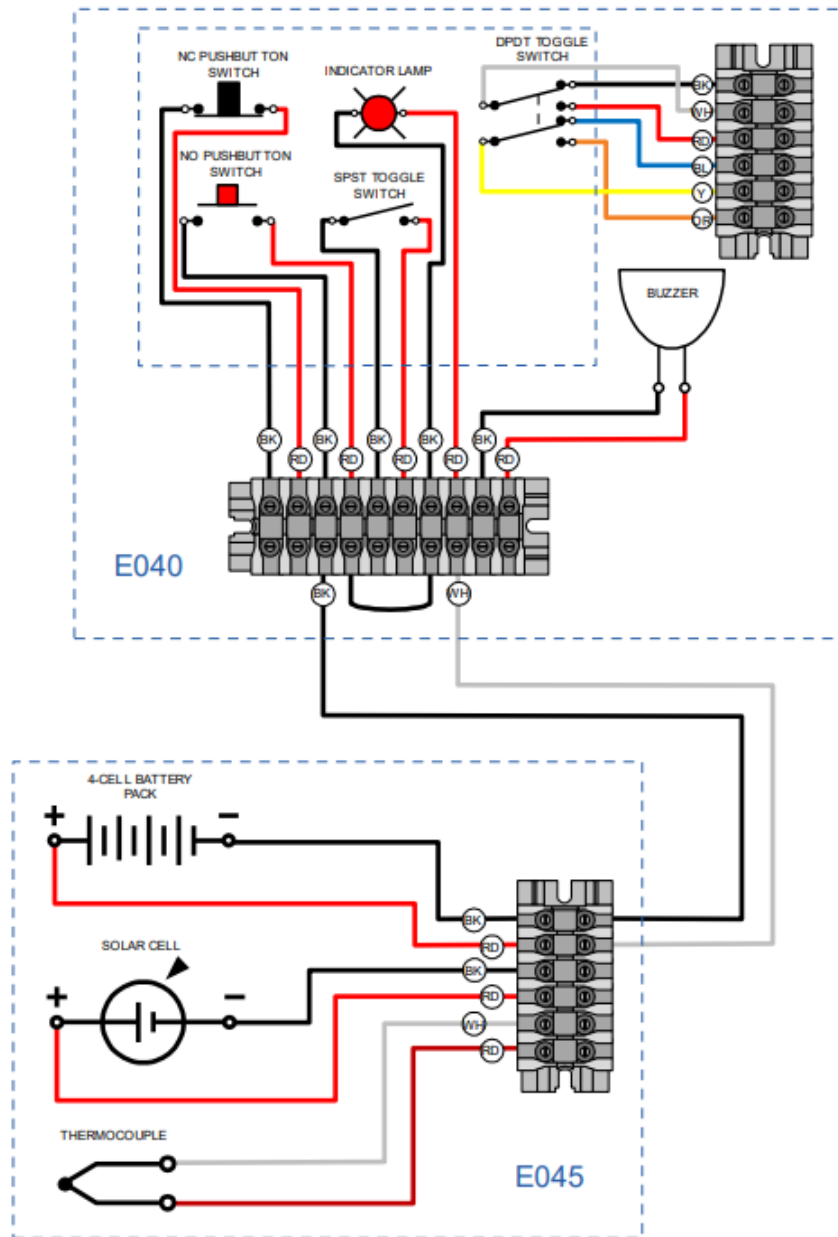 NC PUSHBUTTON
SWITCH
INDICATOR LAMP
DPDT TOGGLE
SWITCH
BK
WH
RD
BL
Y
OR
NO PUSHBUTTON
SWITCH
SPST TOGGLE
SWITCH
BUZZER
BK
RD
BK
RD
BK
RD
BK
RD
BK
RD
E040
BK
WH
4-CELL BATTERY
PACK
+
−
BK
RD
SOLAR CELL
BK
+
−
RD
WH
RD
THERMOCOUPLE
E045